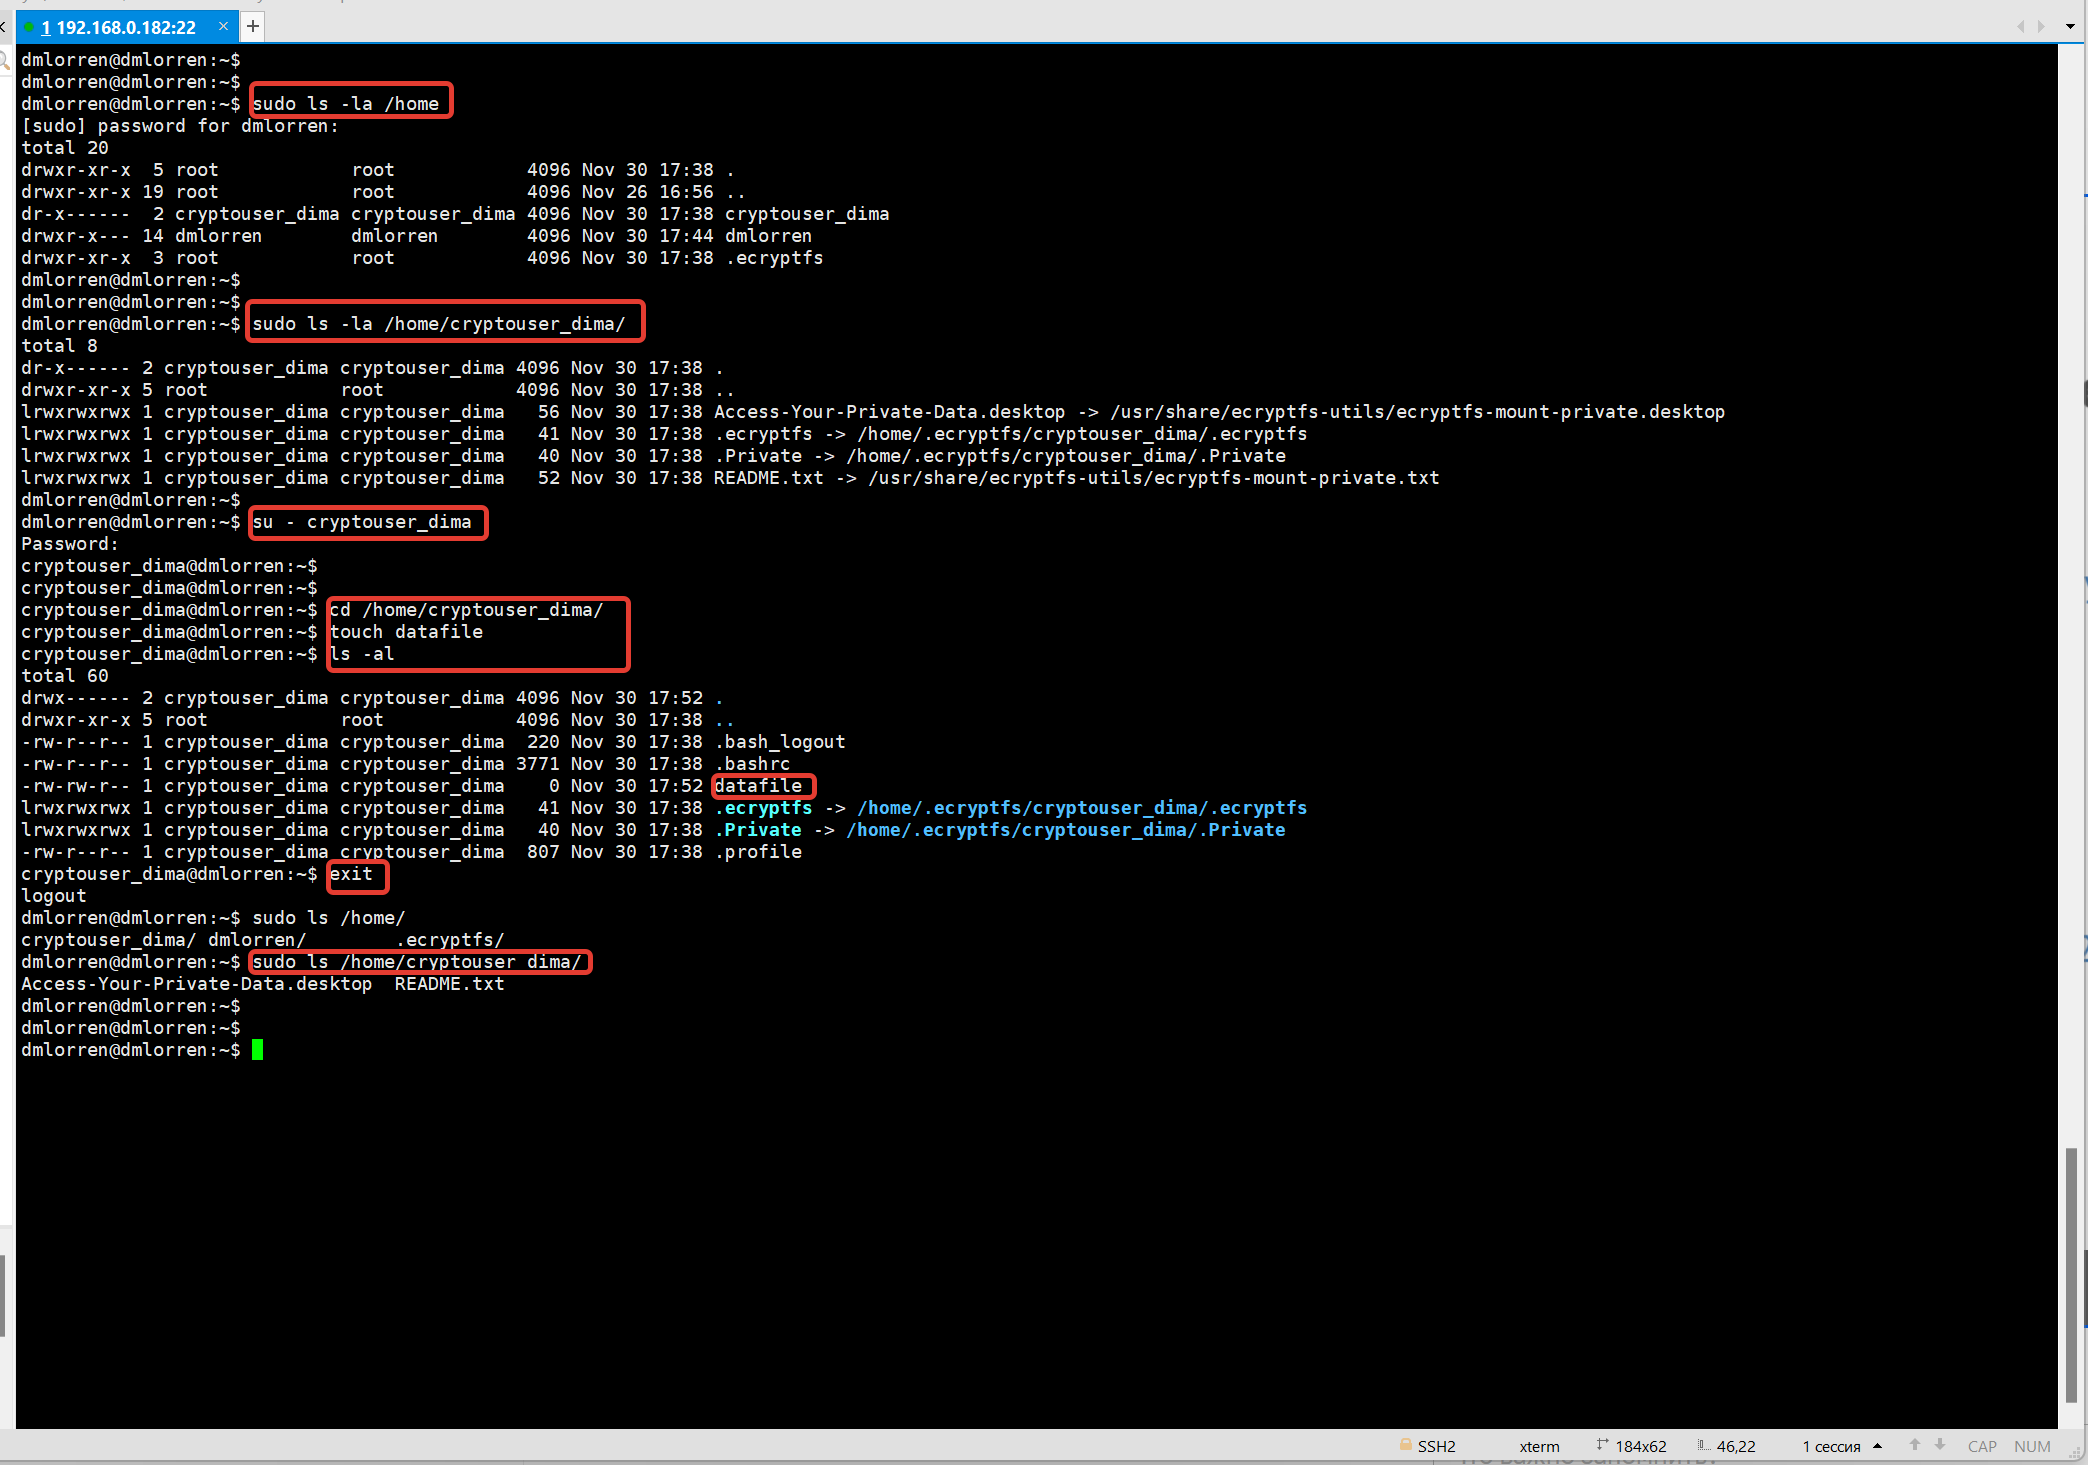 1 192.168.0.182:22 × +
dmlorren@dmlorren:~$
dmlorren@dmlorren:~$
dmlorren@dmlorren:~$ sudo ls -la /home
[sudo] password for dmlorren:
total 20
drwxr-xr-x  5 root            root            4096 Nov 30 17:38 .
drwxr-xr-x 19 root            root            4096 Nov 26 16:56 ..
dr-x------  2 cryptouser_dima cryptouser_dima 4096 Nov 30 17:38 cryptouser_dima
drwxr-x--- 14 dmlorren        dmlorren        4096 Nov 30 17:44 dmlorren
drwxr-xr-x  3 root            root            4096 Nov 30 17:38 .ecryptfs
dmlorren@dmlorren:~$
dmlorren@dmlorren:~$
dmlorren@dmlorren:~$ sudo ls -la /home/cryptouser_dima/
total 8
dr-x------ 2 cryptouser_dima cryptouser_dima 4096 Nov 30 17:38 .
drwxr-xr-x 5 root            root            4096 Nov 30 17:38 ..
lrwxrwxrwx 1 cryptouser_dima cryptouser_dima   56 Nov 30 17:38 Access-Your-Private-Data.desktop -> /usr/share/ecryptfs-utils/ecryptfs-mount-private.desktop
lrwxrwxrwx 1 cryptouser_dima cryptouser_dima   41 Nov 30 17:38 .ecryptfs -> /home/.ecryptfs/cryptouser_dima/.ecryptfs
lrwxrwxrwx 1 cryptouser_dima cryptouser_dima   40 Nov 30 17:38 .Private -> /home/.ecryptfs/cryptouser_dima/.Private
lrwxrwxrwx 1 cryptouser_dima cryptouser_dima   52 Nov 30 17:38 README.txt -> /usr/share/ecryptfs-utils/ecryptfs-mount-private.txt
dmlorren@dmlorren:~$
dmlorren@dmlorren:~$ su - cryptouser_dima
Password:
cryptouser_dima@dmlorren:~$
cryptouser_dima@dmlorren:~$
cryptouser_dima@dmlorren:~$ cd /home/cryptouser_dima/
cryptouser_dima@dmlorren:~$ touch datafile
cryptouser_dima@dmlorren:~$ ls -al
total 60
drwx------ 2 cryptouser_dima cryptouser_dima 4096 Nov 30 17:52 .
drwxr-xr-x 5 root            root            4096 Nov 30 17:38 ..
-rw-r--r-- 1 cryptouser_dima cryptouser_dima  220 Nov 30 17:38 .bash_logout
-rw-r--r-- 1 cryptouser_dima cryptouser_dima 3771 Nov 30 17:38 .bashrc
-rw-rw-r-- 1 cryptouser_dima cryptouser_dima    0 Nov 30 17:52 datafile
lrwxrwxrwx 1 cryptouser_dima cryptouser_dima   41 Nov 30 17:38 .ecryptfs -> /home/.ecryptfs/cryptouser_dima/.ecryptfs
lrwxrwxrwx 1 cryptouser_dima cryptouser_dima   40 Nov 30 17:38 .Private -> /home/.ecryptfs/cryptouser_dima/.Private
-rw-r--r-- 1 cryptouser_dima cryptouser_dima  807 Nov 30 17:38 .profile
cryptouser_dima@dmlorren:~$ exit
logout
dmlorren@dmlorren:~$ sudo ls /home/
cryptouser_dima/ dmlorren/        .ecryptfs/
dmlorren@dmlorren:~$ sudo ls /home/cryptouser_dima/
Access-Your-Private-Data.desktop  README.txt
dmlorren@dmlorren:~$
dmlorren@dmlorren:~$
dmlorren@dmlorren:~$
SSH2 xterm 184x62 46,22 1 сессия CAP NUM